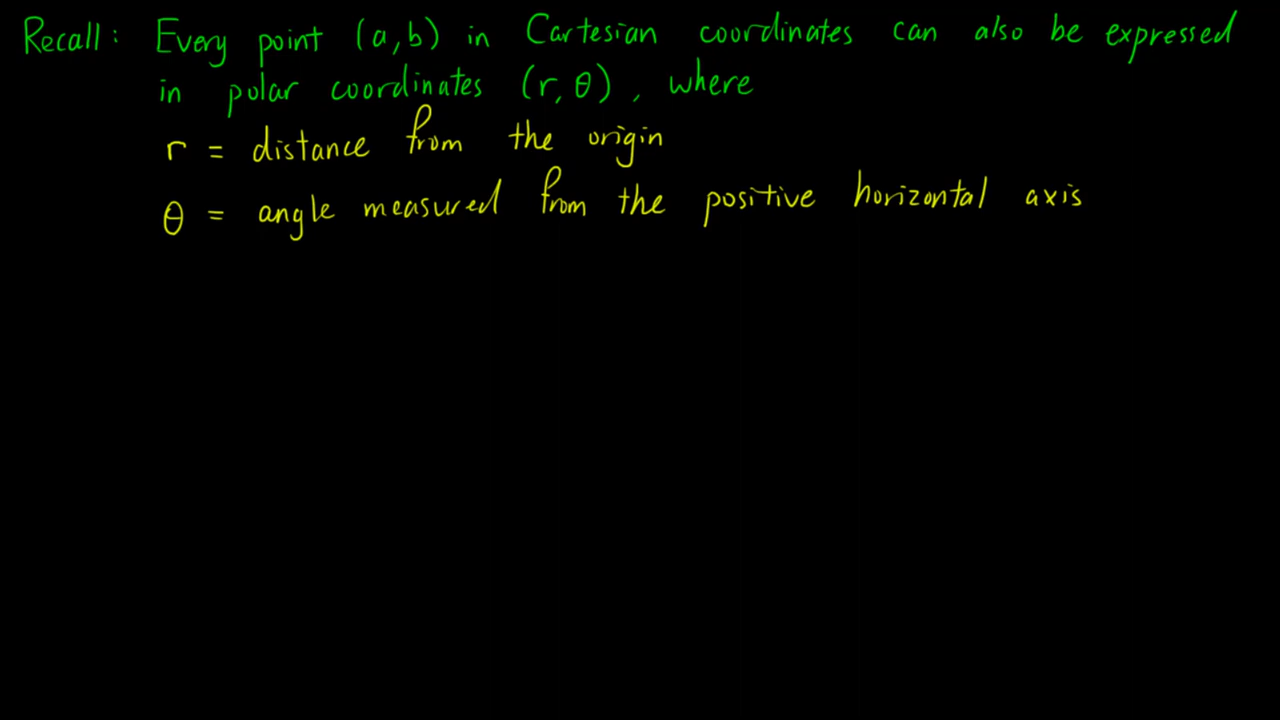 Recall: Every point (a,b) in Cartesian coordinates can also be expressed
in polar coordinates (r,θ), where
r = distance from the origin
θ = angle measured from the positive horizontal axis